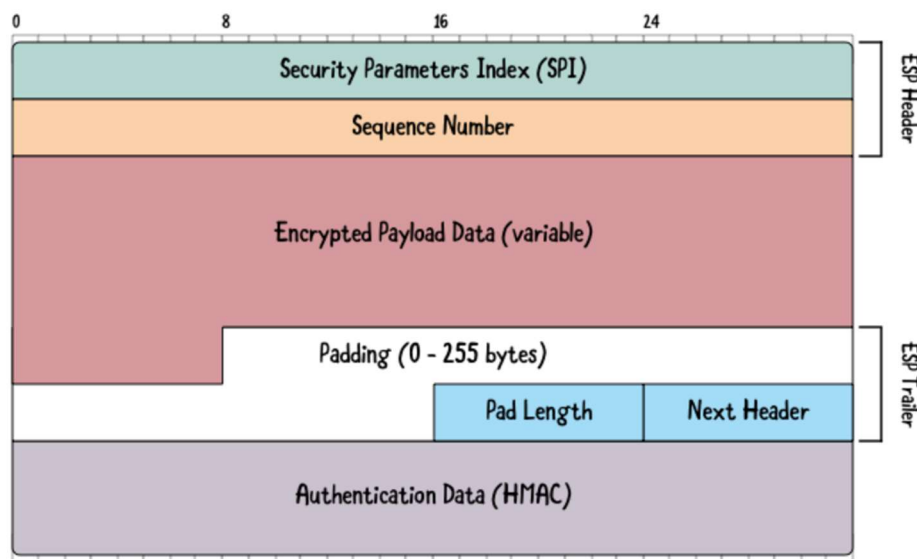 0 8 16 24
Security Parameters Index (SPI)
ESP Header
Sequence Number
Encrypted Payload Data (variable)
Padding (0 - 255 bytes)
ESP Trailer
Pad Length Next Header
Authentication Data (HMAC)